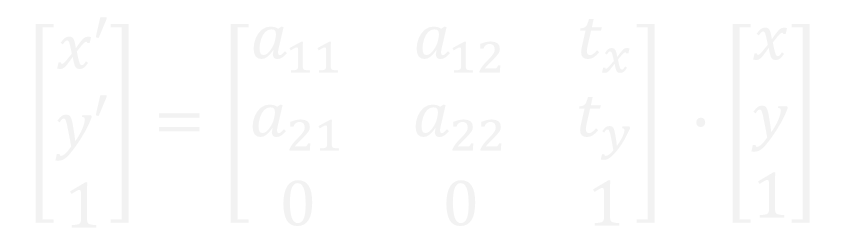 [x′] = [a₁₁ a₁₂ tₓ] · [x]
[y′] = [a₂₁ a₂₂ t_y] · [y]
[1] = [0 0 1] · [1]